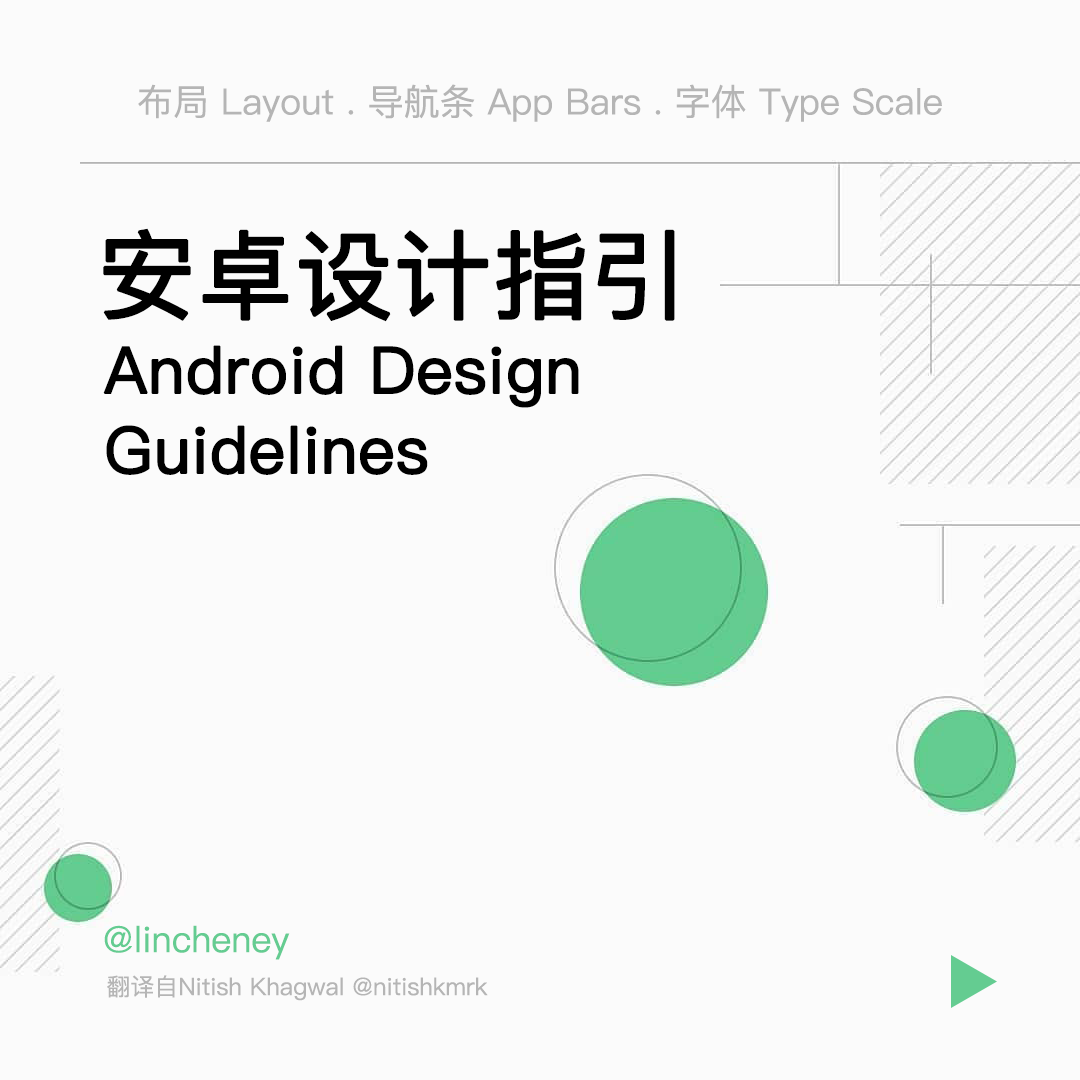 布局 Layout . 导航条 App Bars . 字体 Type Scale
安卓设计指引
Android Design
Guidelines
@lincheney
翻译自Nitish Khagwal @nitishkmrk